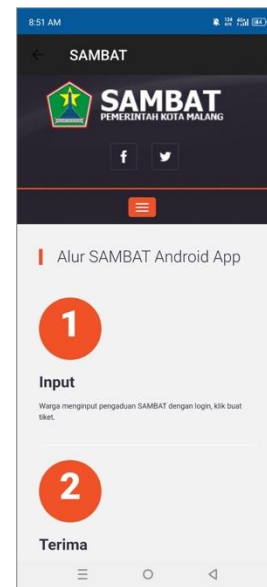 8:51 AM
SAMBAT
SAMBAT
PEMERINTAH KOTA MALANG
Alur SAMBAT Android App
1
Input
Warga menginput pengaduan SAMBAT dengan login, klik buat
tiket.
2
Terima